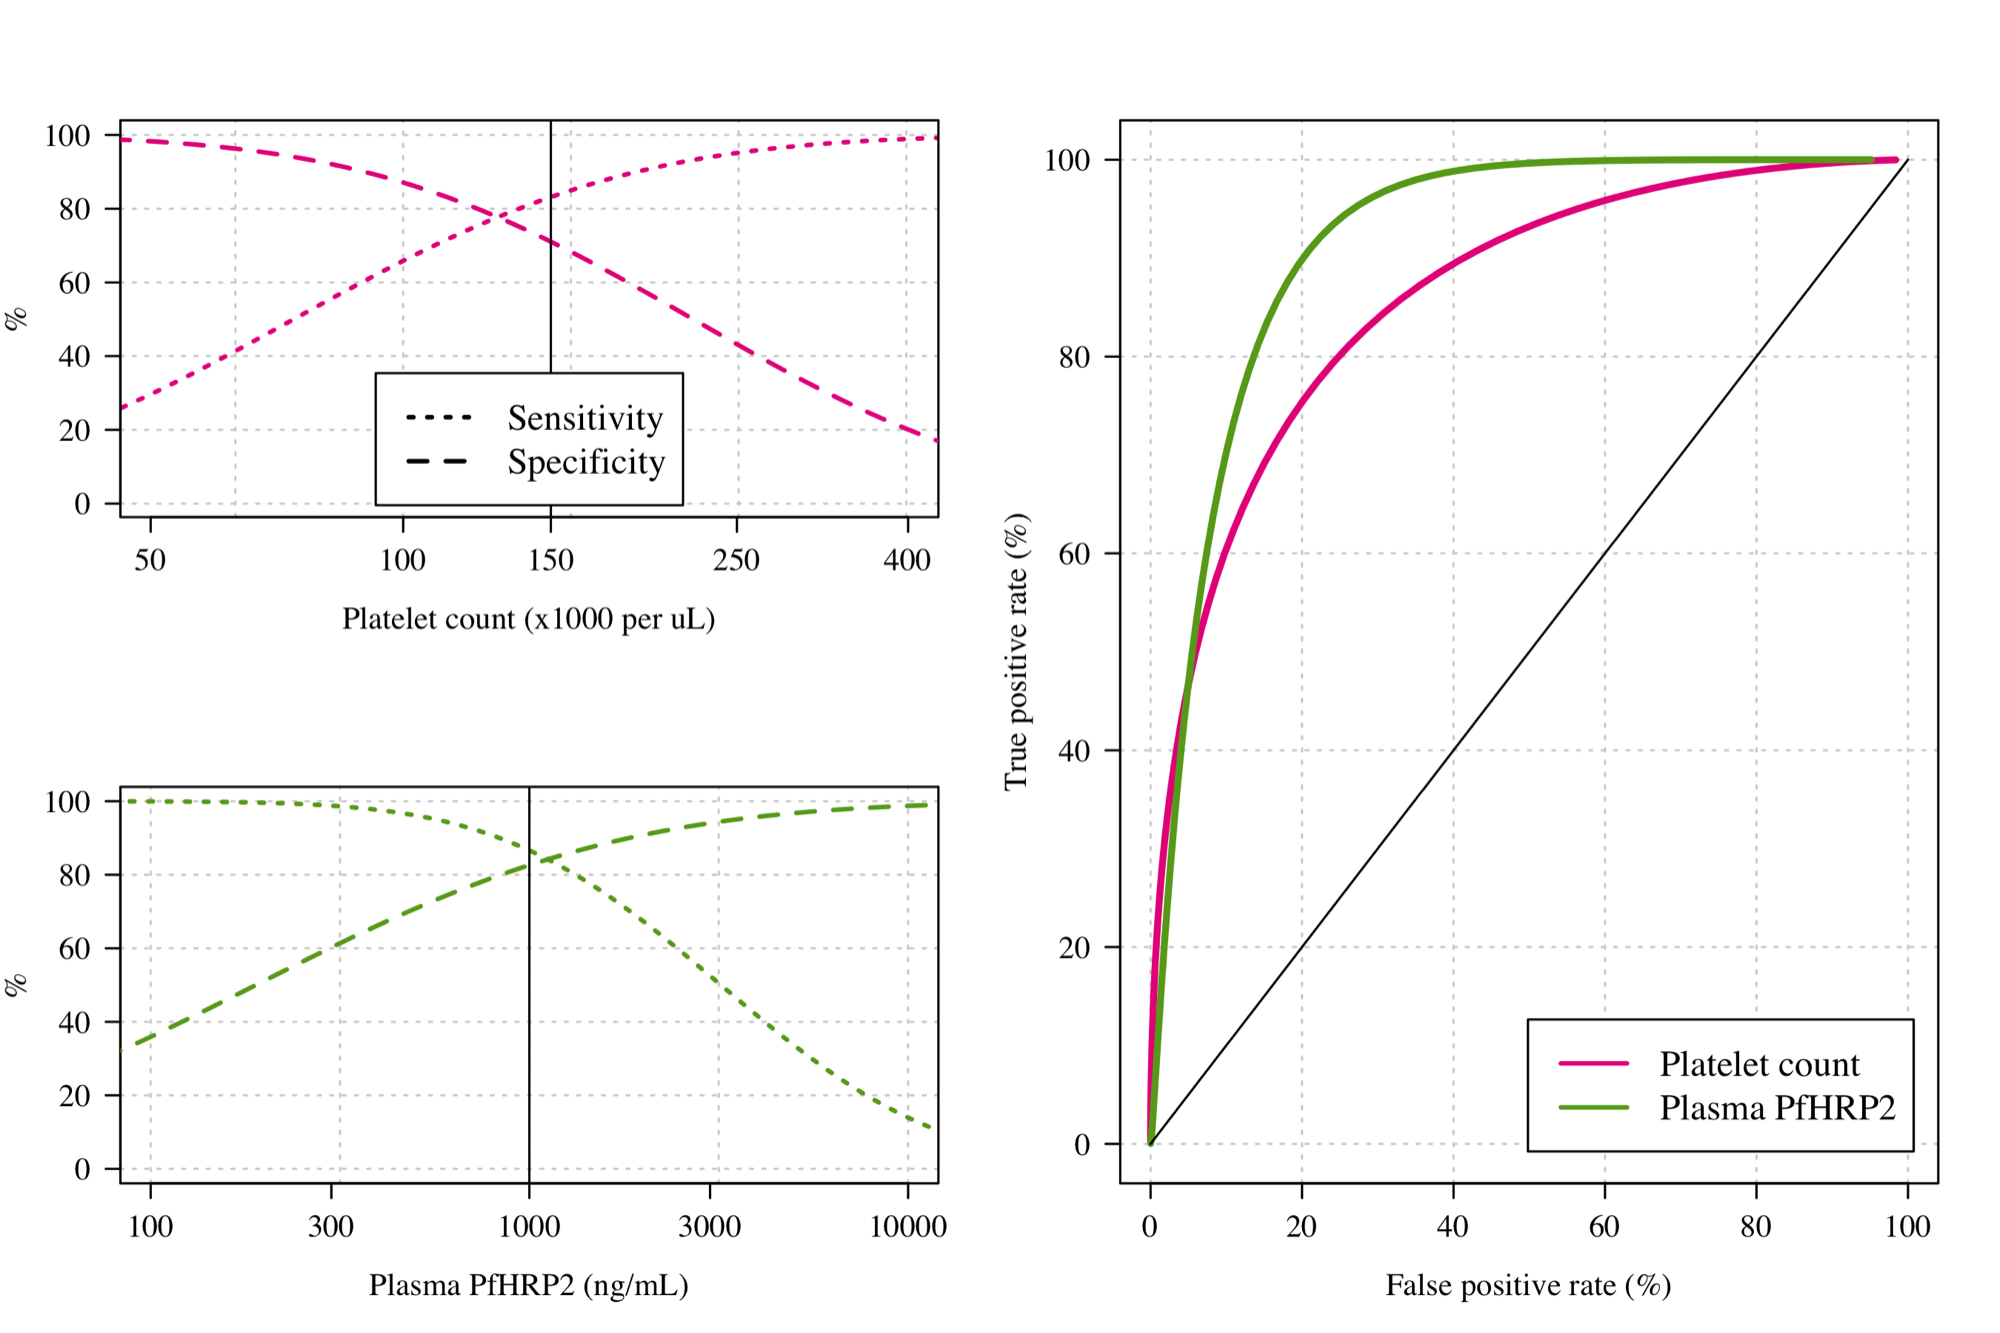 100
80
60
40
20
0
%
Sensitivity
Specificity
50 100 150 250 400
Platelet count (x1000 per uL)
100
80
60
40
20
0
%
100 300 1000 3000 10000
Plasma PfHRP2 (ng/mL)
100
80
60
40
20
0
True positive rate (%)
Platelet count
Plasma PfHRP2
0 20 40 60 80 100
False positive rate (%)